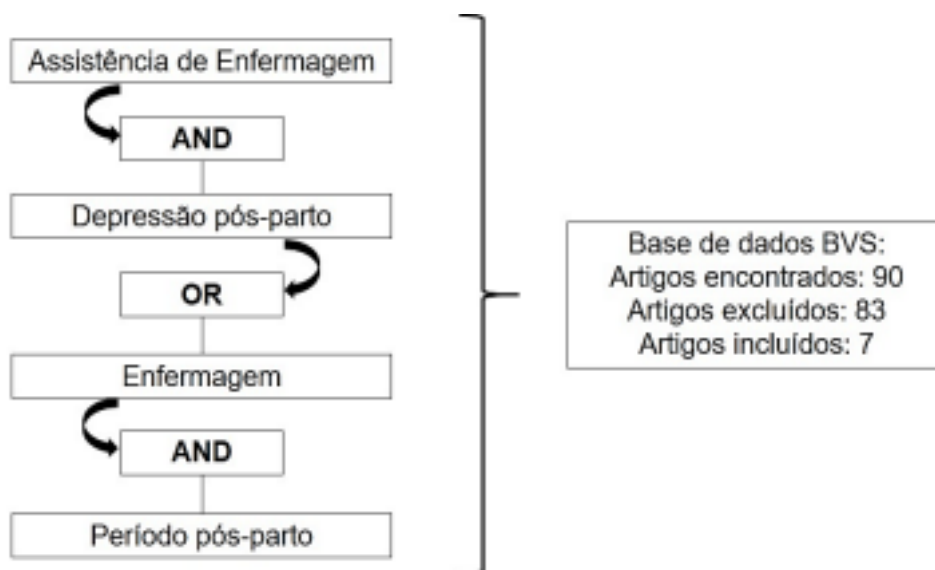 Assistência de Enfermagem
AND
Depressão pós-parto
OR
Enfermagem
AND
Período pós-parto
Base de dados BVS:
Artigos encontrados: 90
Artigos excluídos: 83
Artigos incluídos: 7